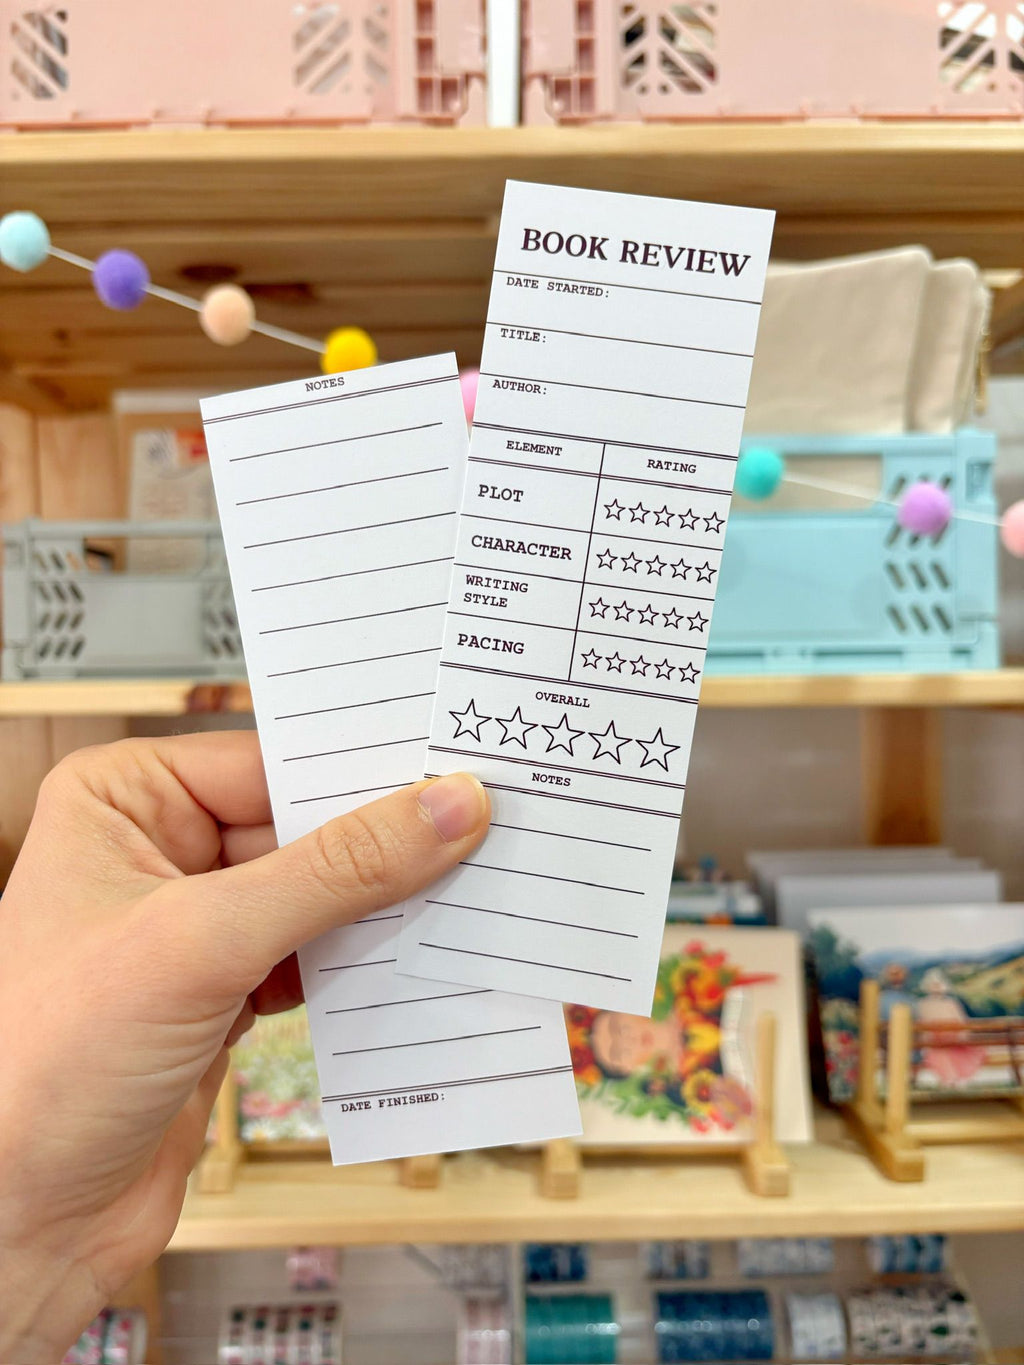 BOOK REVIEW
DATE STARTED:
TITLE:
AUTHOR:
ELEMENT RATING
PLOT
CHARACTER
WRITING
STYLE
PACING
OVERALL
NOTES
NOTES
DATE FINISHED: